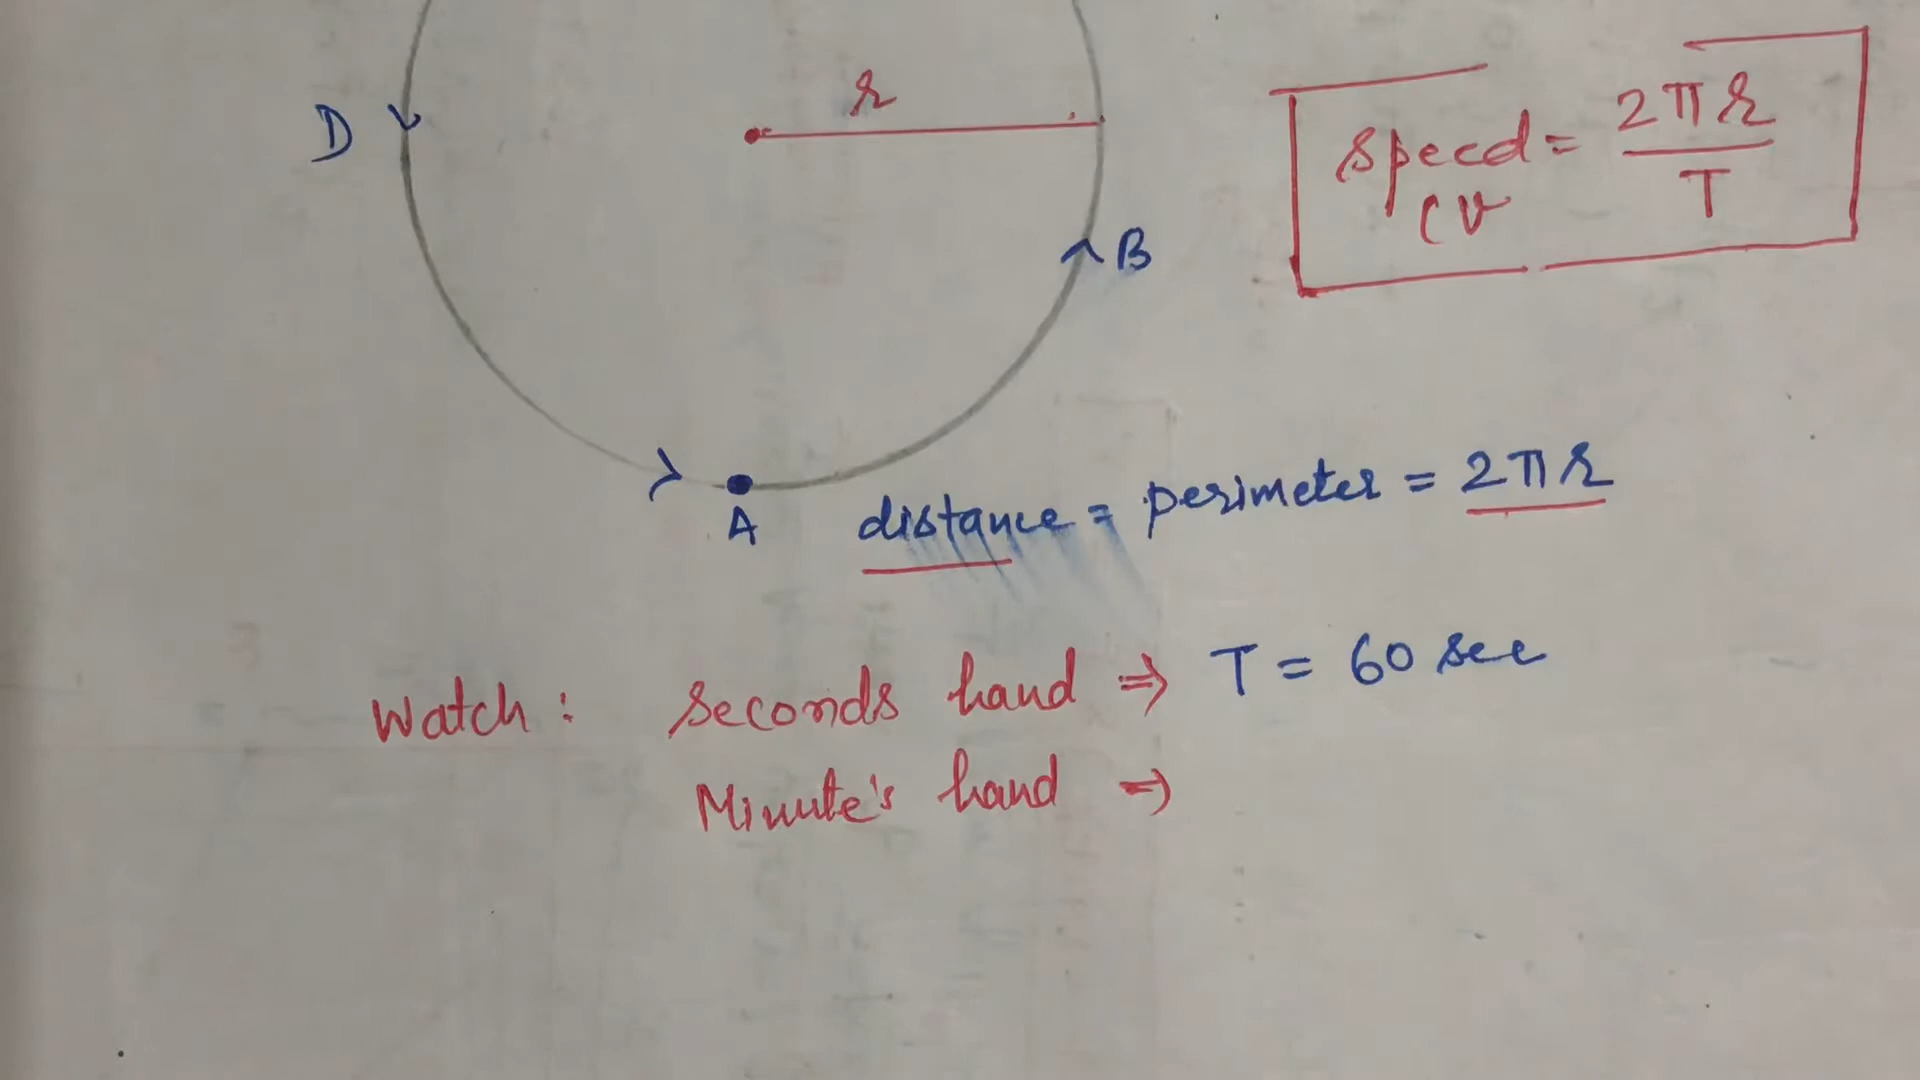 r
D
speed = 2πr / T
(v
B
A
distance = perimeter = 2πr
Watch : Seconds hand ⇒ T = 60 sec
Minute's hand ⇒